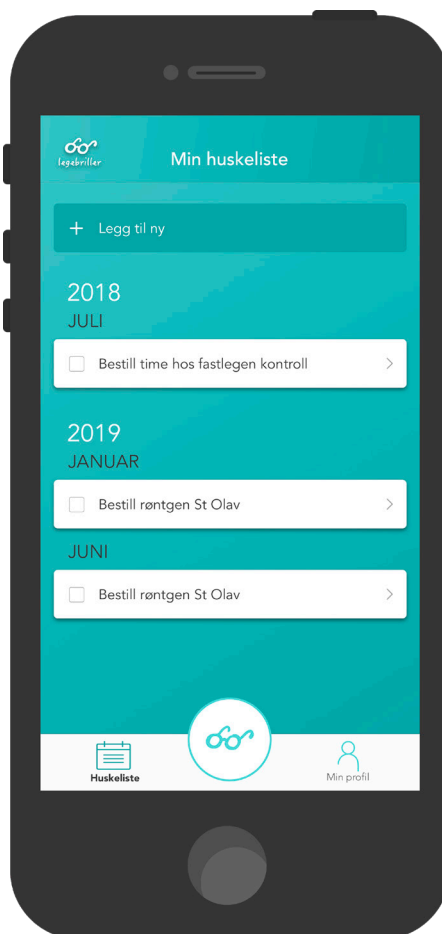 legebriller
Min huskeliste
+ Legg til ny
2018
JULI
Bestill time hos fastlegen kontroll
2019
JANUAR
Bestill røntgen St Olav
JUNI
Bestill røntgen St Olav
Huskeliste
Min profil